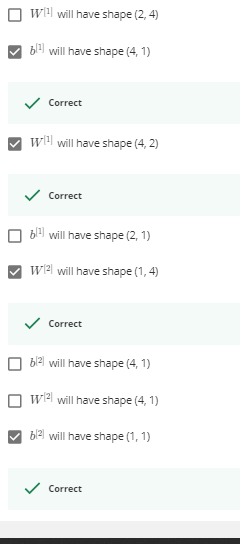 W[1] will have shape (2, 4)
b[1] will have shape (4, 1)
Correct
W[1] will have shape (4, 2)
Correct
b[1] will have shape (2, 1)
W[2] will have shape (1, 4)
Correct
b[2] will have shape (4, 1)
W[2] will have shape (4, 1)
b[2] will have shape (1, 1)
Correct